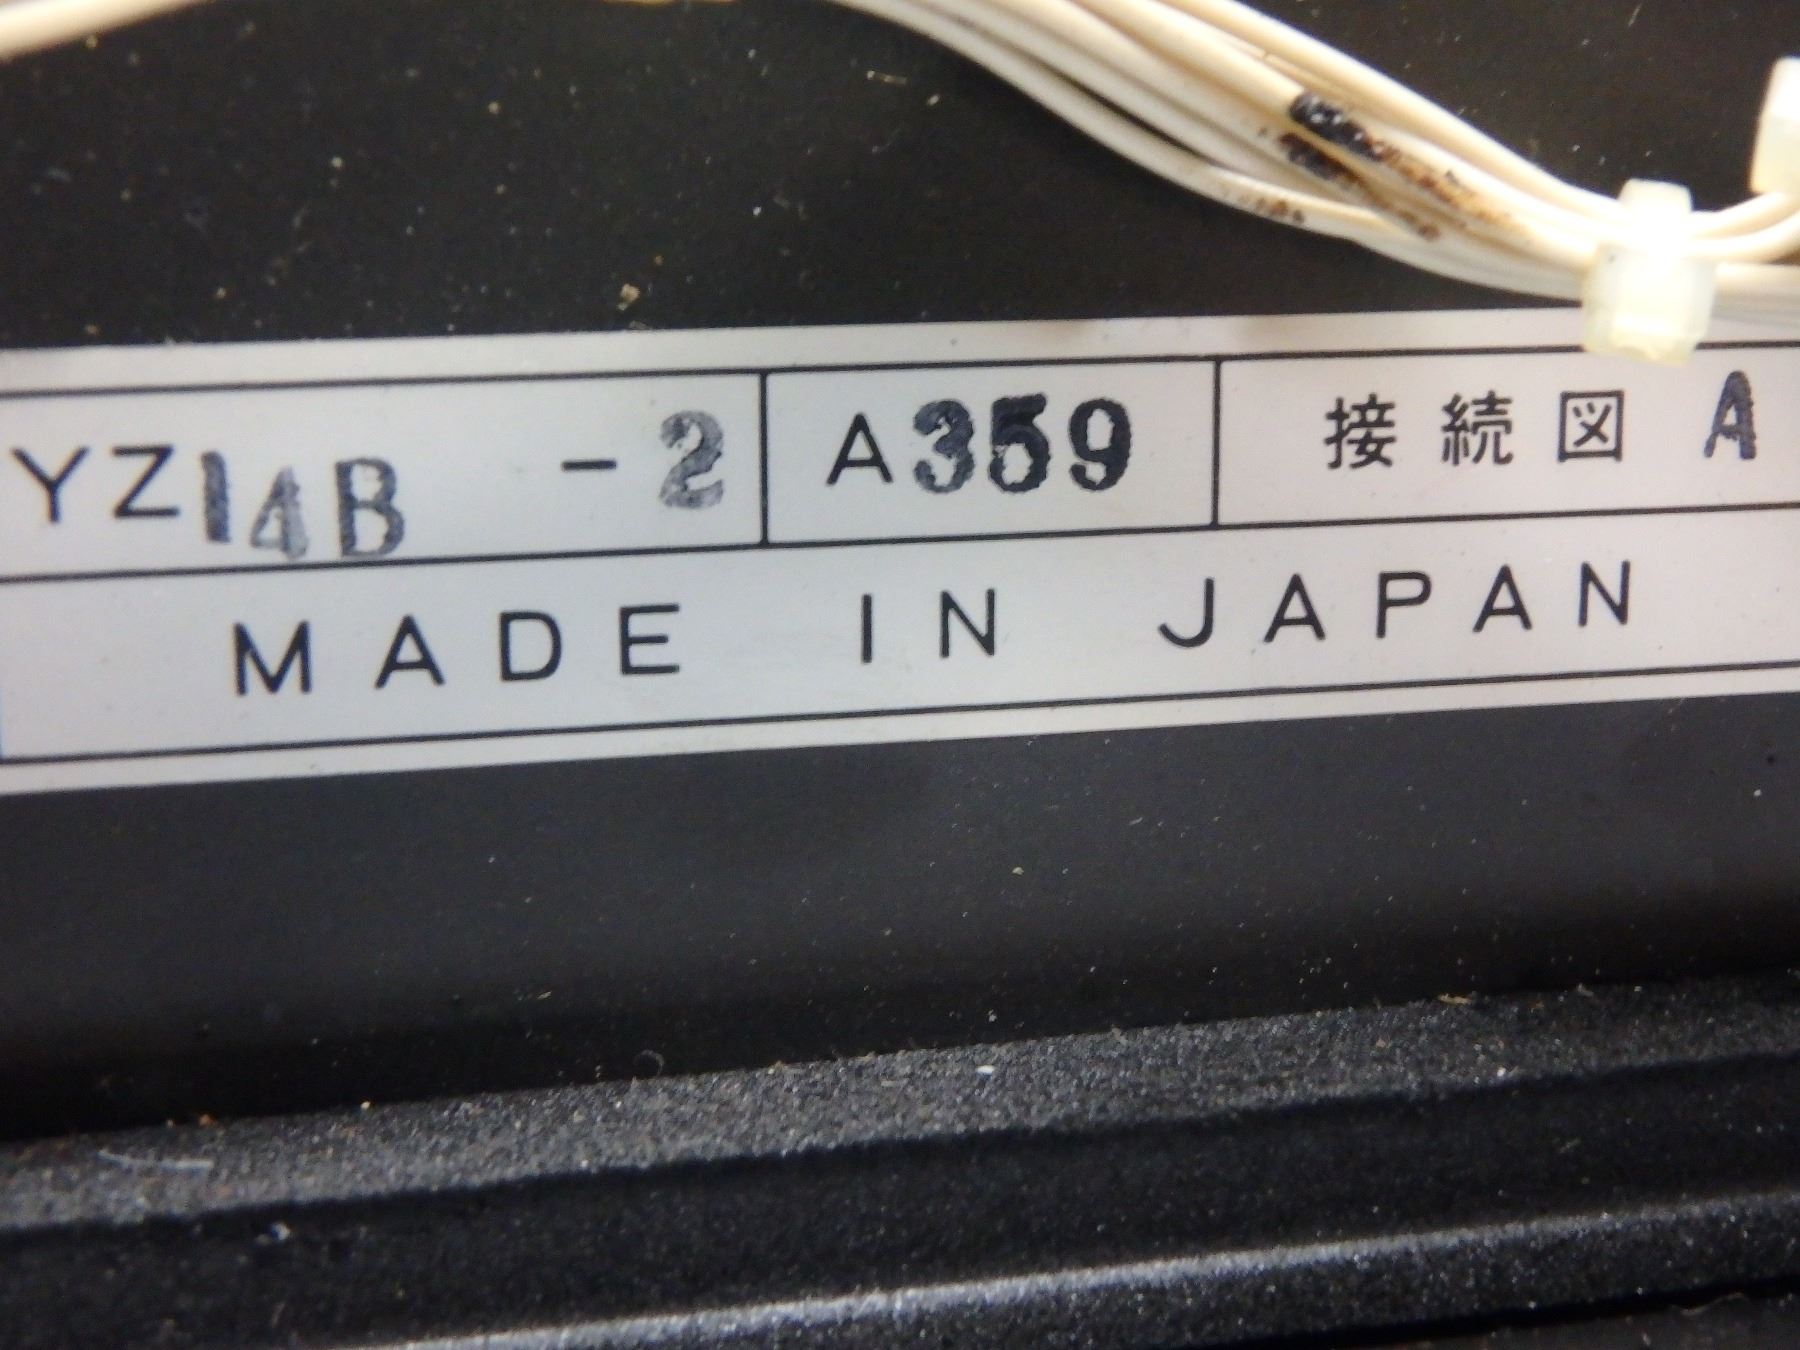 YZ14B -2 A359 接続図 A
MADE IN JAPAN